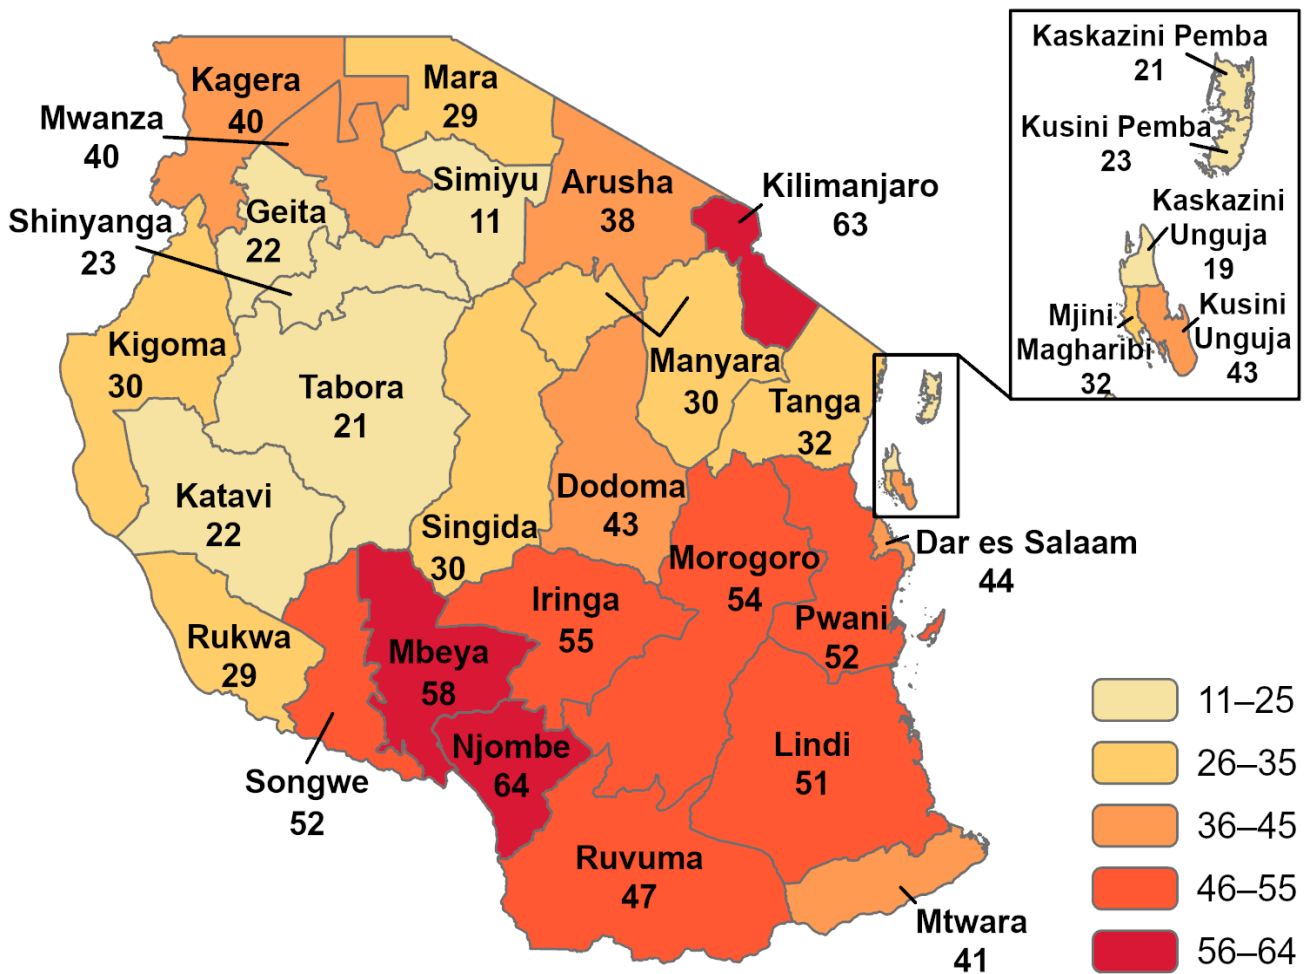 Kaskazini Pemba
21
Kusini Pemba
23
Kaskazini
Unguja
19
Mjini
Magharibi
32
Kusini
Unguja
43
Kagera
40
Mara
29
Mwanza
40
Simiyu
11
Arusha
38
Kilimanjaro
63
Geita
22
Shinyanga
23
Kigoma
30
Tabora
21
Manyara
30
Tanga
32
Katavi
22
Singida
30
Dodoma
43
Morogoro
54
Dar es Salaam
44
Iringa
55
Pwani
52
Rukwa
29
Mbeya
58
Njombe
64
Lindi
51
Songwe
52
Ruvuma
47
Mtwara
41
11–25
26–35
36–45
46–55
56–64